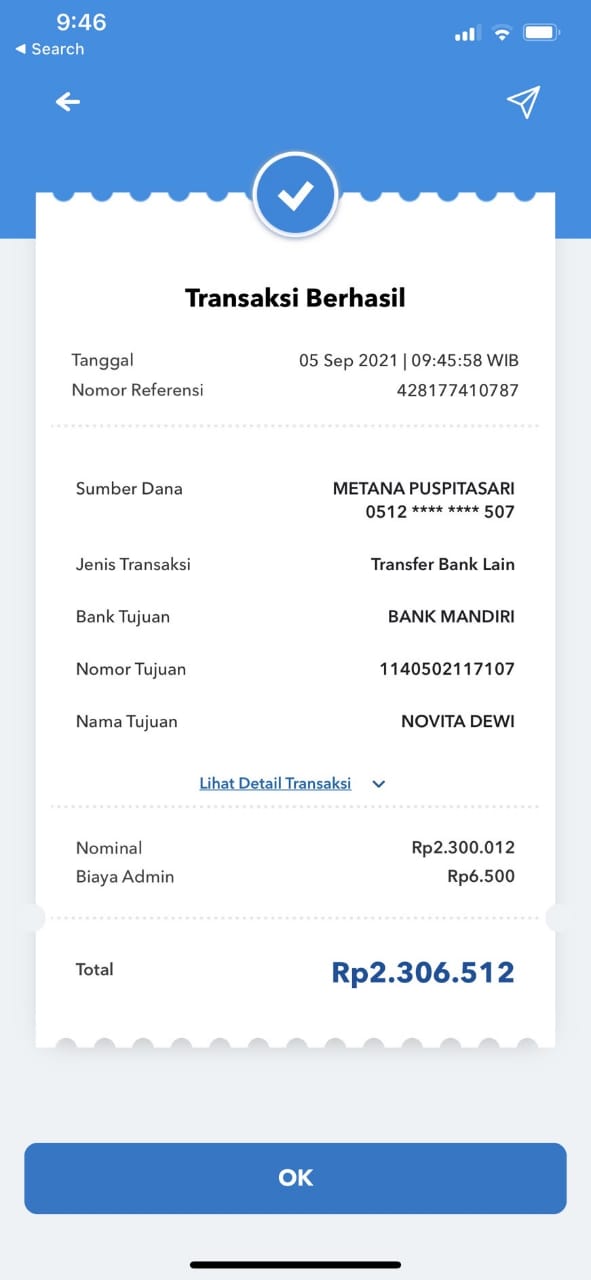 9:46
Search
Transaksi Berhasil
Tanggal 05 Sep 2021 | 09:45:58 WIB
Nomor Referensi 428177410787
Sumber Dana METANA PUSPITASARI
0512 **** **** 507
Jenis Transaksi Transfer Bank Lain
Bank Tujuan BANK MANDIRI
Nomor Tujuan 1140502117107
Nama Tujuan NOVITA DEWI
Lihat Detail Transaksi
Nominal Rp2.300.012
Biaya Admin Rp6.500
Total Rp2.306.512
OK